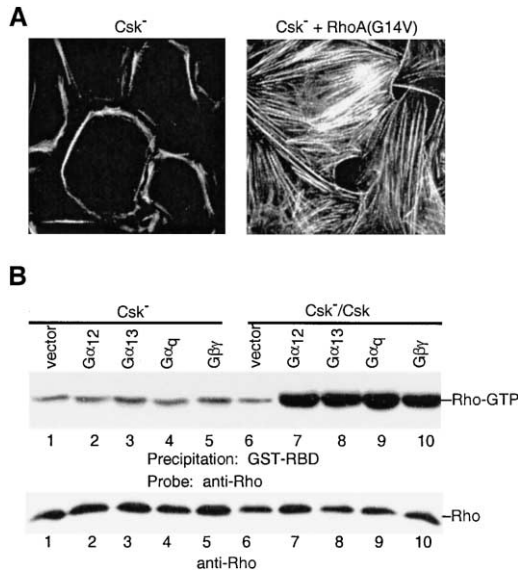 A
Csk-
Csk- + RhoA(G14V)
B
Csk-
Csk-/Csk
vector
Gα12
Gα13
Gαq
Gβγ
vector
Gα12
Gα13
Gαq
Gβγ
Rho-GTP
1 2 3 4 5 6 7 8 9 10
Precipitation: GST-RBD
Probe: anti-Rho
Rho
1 2 3 4 5 6 7 8 9 10
anti-Rho